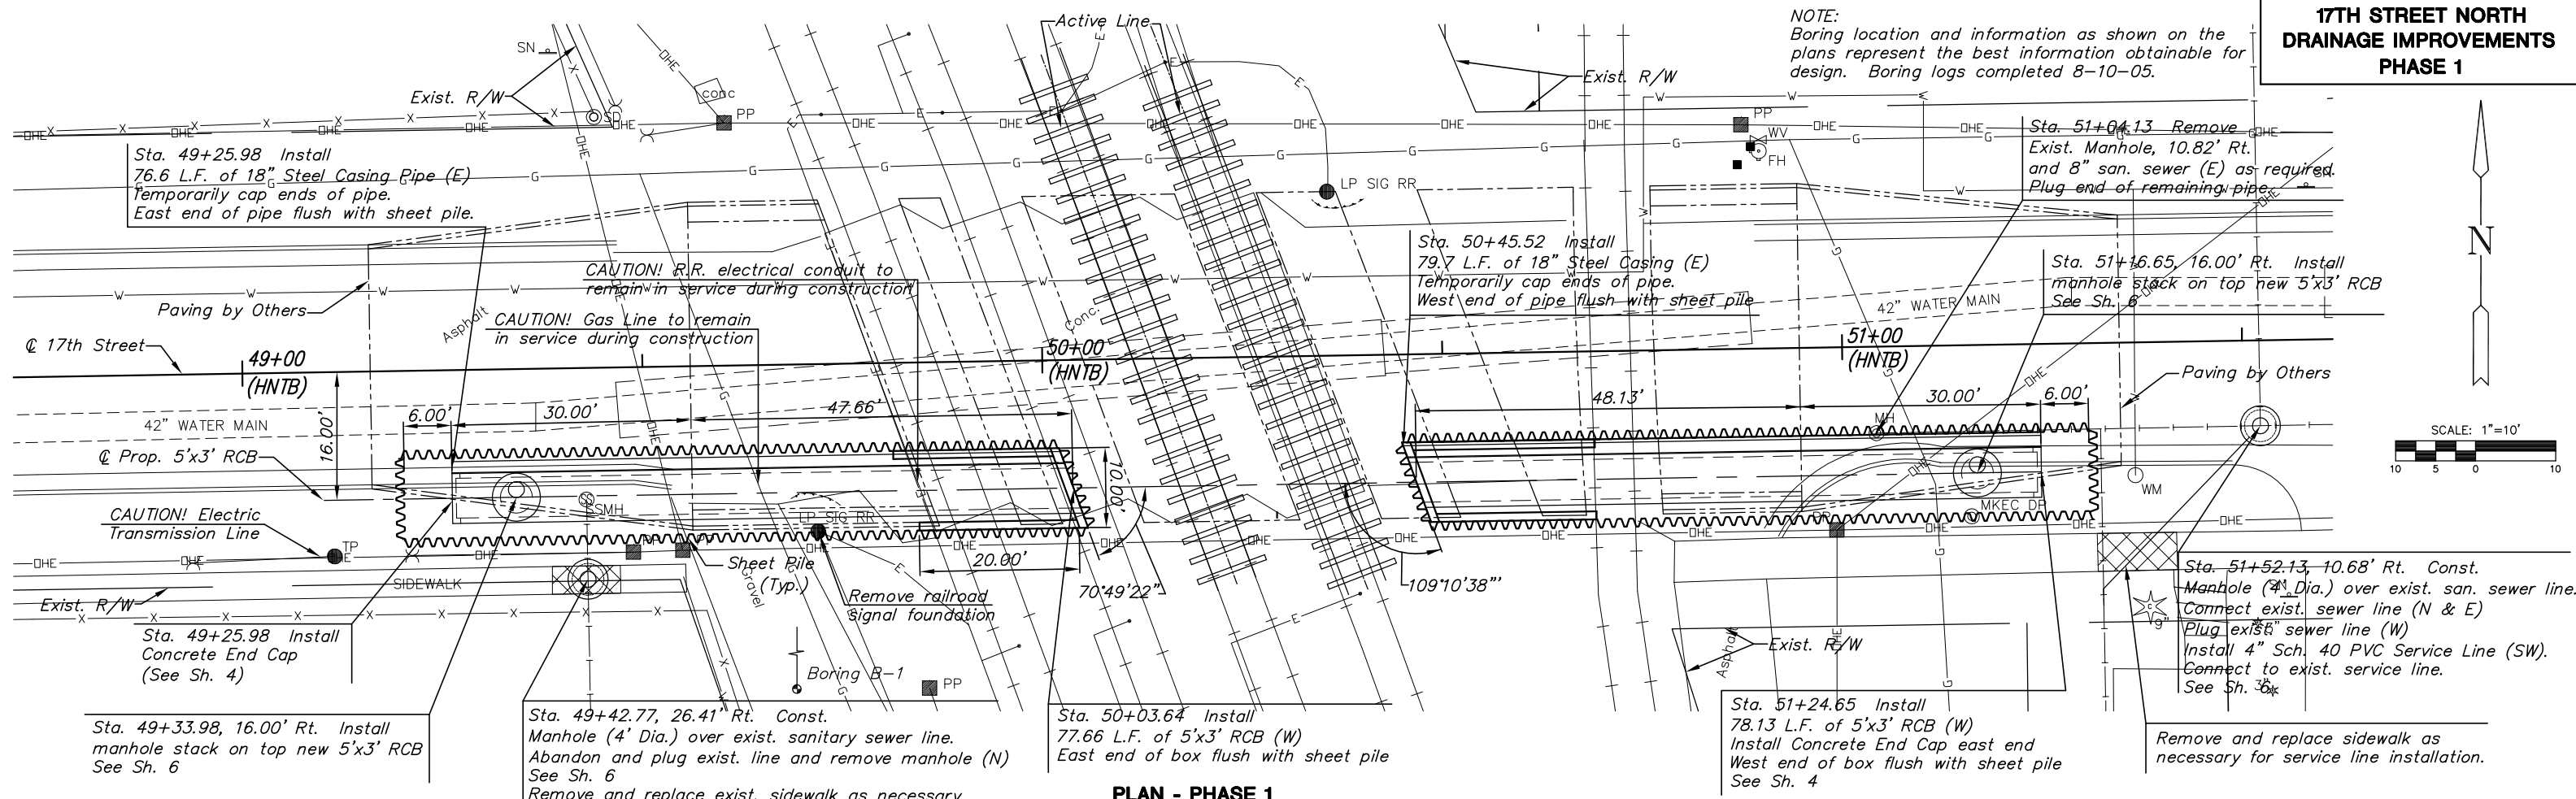 17TH STREET NORTH
DRAINAGE IMPROVEMENTS
PHASE 1
NOTE:
Boring location and information as shown on the
plans represent the best information obtainable for
design. Boring logs completed 8-10-05.
Active Line
SN
Exist. R/W
conc
PP
SD
Exist. R/W
PP
WV
FH
Sta. 49+25.98 Install
76.6 L.F. of 18" Steel Casing Pipe (E)
Temporarily cap ends of pipe.
East end of pipe flush with sheet pile.
LP SIG RR
Sta. 51+04.13 Remove
Exist. Manhole, 10.82' Rt.
and 8" san. sewer (E) as required.
Plug end of remaining pipe.
SN
N
CAUTION! R.R. electrical conduit to
remain in service during construction
Sta. 50+45.52 Install
79.7 L.F. of 18" Steel Casing (E)
Temporarily cap ends of pipe.
West end of pipe flush with sheet pile
Sta. 51+16.65, 16.00' Rt. Install
manhole stack on top new 5'x3' RCB
See Sh. 6
Paving by Others
Asphalt
CAUTION! Gas Line to remain
in service during construction
Conc.
42" WATER MAIN
℄ 17th Street
49+00
(HNTB)
50+00
(HNTB)
51+00
(HNTB)
Paving by Others
6.00'
30.00'
47.66'
48.13'
30.00'
6.00'
16.00'
42" WATER MAIN
MH
SCALE: 1"=10'
10 5 0 10
℄ Prop. 5'x3' RCB
10.00'
WM
CAUTION! Electric
Transmission Line
SMH
LP SIG RR
MKEC DP
TP
PP
Sheet Pile
(Typ.)
20.00'
70°49'22"
109°10'38"'
SIDEWALK
Gravel
Exist. R/W
Remove railroad
signal foundation
Sta. 51+52.13, 10.68' Rt. Const.
Manhole (4' Dia.) over exist. san. sewer line.
Connect exist. sewer line (N & E)
Plug exist. sewer line (W)
Install 4" Sch. 40 PVC Service Line (SW).
Connect to exist. service line.
See Sh. 6
9"
SN
Sta. 49+25.98 Install
Concrete End Cap
(See Sh. 4)
Boring B-1
PP
Asphalt
Exist. R/W
Sta. 49+33.98, 16.00' Rt. Install
manhole stack on top new 5'x3' RCB
See Sh. 6
Sta. 49+42.77, 26.41' Rt. Const.
Manhole (4' Dia.) over exist. sanitary sewer line.
Abandon and plug exist. line and remove manhole (N)
See Sh. 6
Remove and replace exist. sidewalk as necessary
Sta. 50+03.64 Install
77.66 L.F. of 5'x3' RCB (W)
East end of box flush with sheet pile
Sta. 51+24.65 Install
78.13 L.F. of 5'x3' RCB (W)
Install Concrete End Cap east end
West end of box flush with sheet pile
See Sh. 4
Remove and replace sidewalk as
necessary for service line installation.
PLAN - PHASE 1